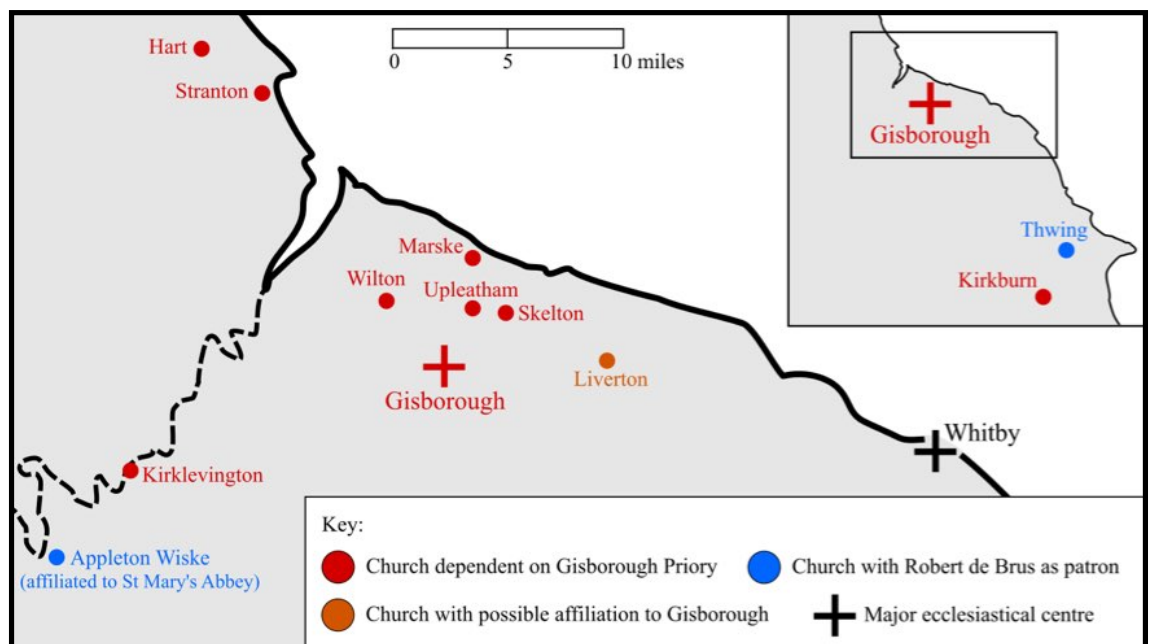 Hart
Stranton
0 5 10 miles
Gisborough
Thwing
Kirkburn
Marske
Wilton
Upleatham
Skelton
Gisborough
Liverton
Whitby
Kirklevington
Appleton Wiske
(affiliated to St Mary's Abbey)
Key:
Church dependent on Gisborough Priory
Church with Robert de Brus as patron
Church with possible affiliation to Gisborough
Major ecclesiastical centre